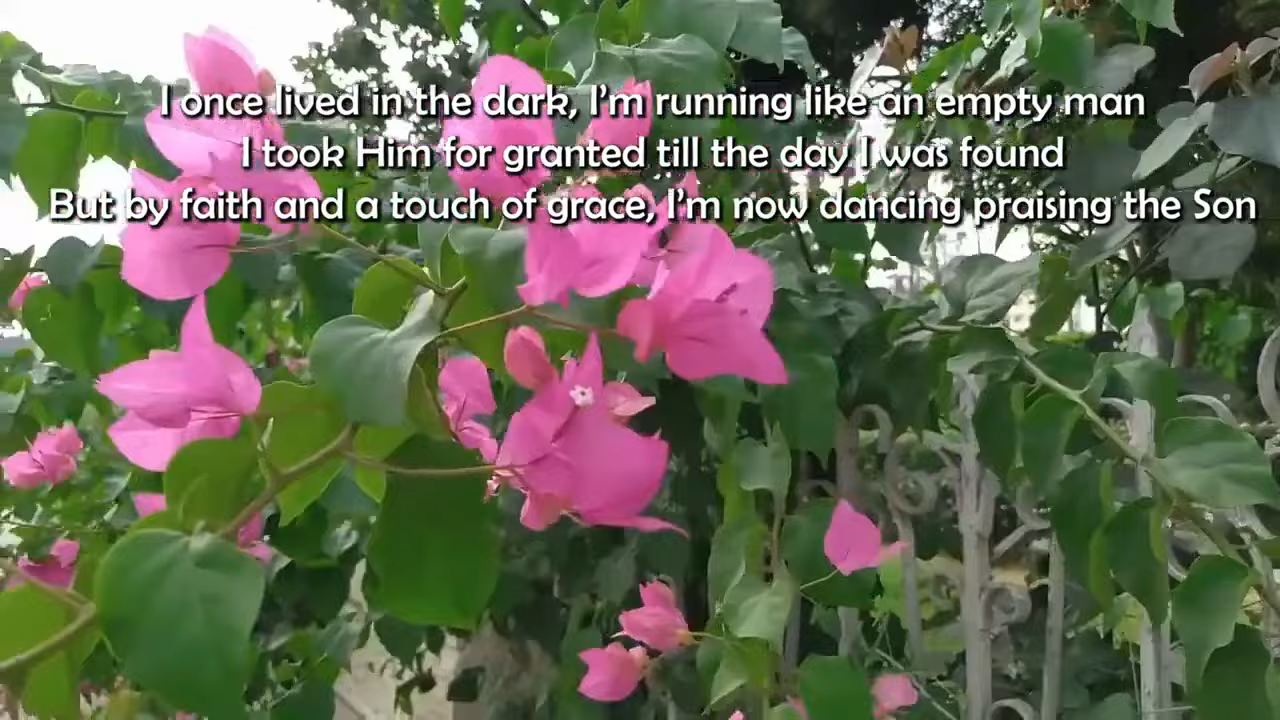 I once lived in the dark, I'm running like an empty man
I took Him for granted till the day I was found
But by faith and a touch of grace, I'm now dancing praising the Son